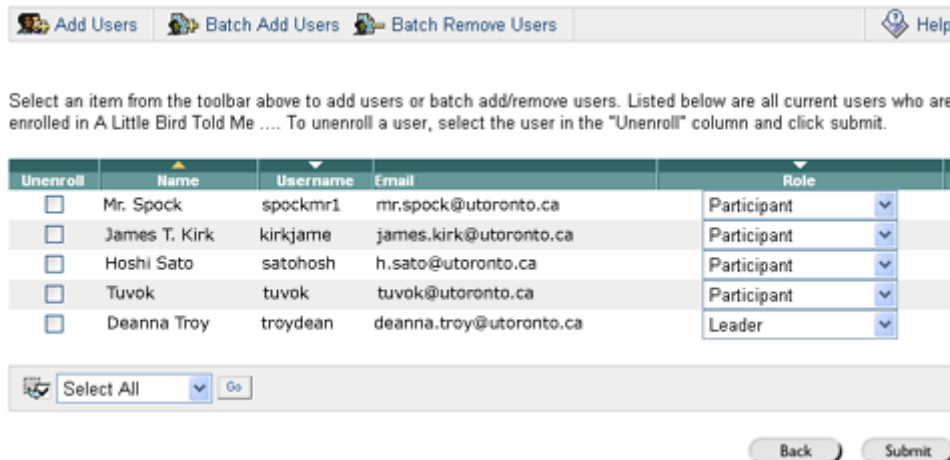 Add Users Batch Add Users Batch Remove Users Help
Select an item from the toolbar above to add users or batch add/remove users. Listed below are all current users who are
enrolled in A Little Bird Told Me .... To unenroll a user, select the user in the "Unenroll" column and click submit.
Unenroll Name Username Email Role
Mr. Spock spockmr1 mr.spock@utoronto.ca Participant
James T. Kirk kirkjame james.kirk@utoronto.ca Participant
Hoshi Sato satohosh h.sato@utoronto.ca Participant
Tuvok tuvok tuvok@utoronto.ca Participant
Deanna Troy troydean deanna.troy@utoronto.ca Leader
Select All Go
Back Submit